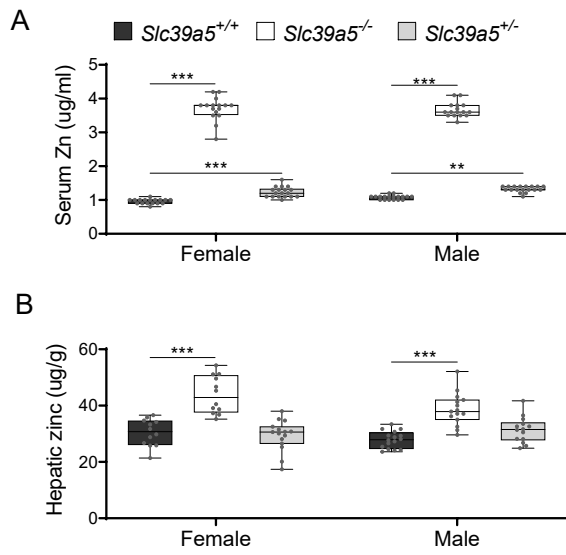 A
Slc39a5+/+ Slc39a5-/- Slc39a5+/-
Serum Zn (ug/ml)
5
4
3
2
1
0
***
***
***
**
Female Male
B
Hepatic zinc (ug/g)
60
40
20
0
***
***
Female Male